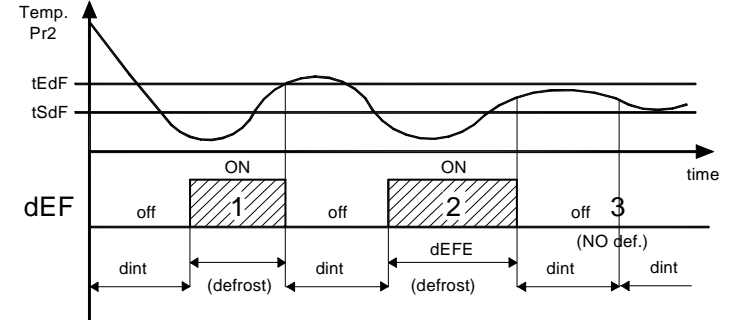 Temp.
Pr2
tEdF
tSdF
time
ON
ON
dEF
off
1
off
2
off
3
(NO def.)
dEFE
dint
(defrost)
dint
(defrost)
dint
dint